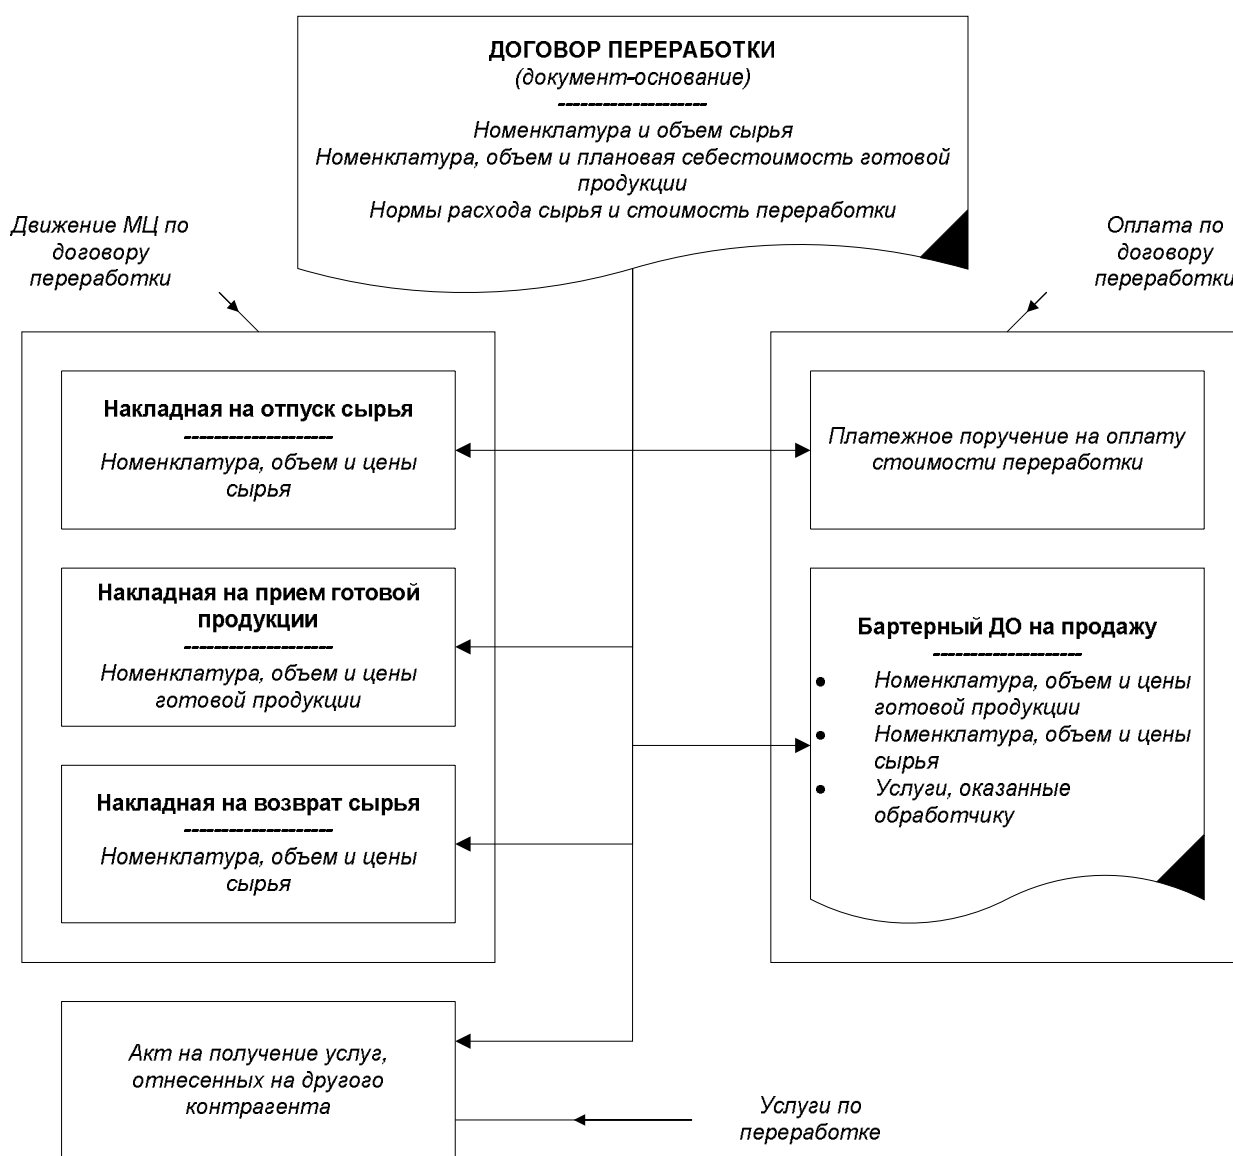 ДОГОВОР ПЕРЕРАБОТКИ
(документ-основание)
--------------------
Номенклатура и объем сырья
Номенклатура, объем и плановая себестоимость готовой
продукции
Нормы расхода сырья и стоимость переработки
Движение МЦ по
договору
переработки
Оплата по
договору
переработки
Накладная на отпуск сырья
--------------------
Номенклатура, объем и цены
сырья
Платежное поручение на оплату
стоимости переработки
Накладная на прием готовой
продукции
--------------------
Номенклатура, объем и цены
готовой продукции
Бартерный ДО на продажу
--------------------
• Номенклатура, объем и цены
готовой продукции
• Номенклатура, объем и цены
сырья
• Услуги, оказанные
обработчику
Накладная на возврат сырья
--------------------
Номенклатура, объем и цены
сырья
Акт на получение услуг,
отнесенных на другого
контрагента
Услуги по
переработке